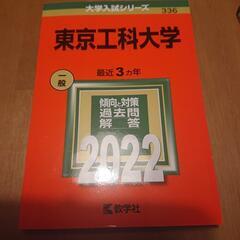 大学入試シリーズ 336
東京工科大学
一般
最近3カ年
傾向と対策
過去問
解答
2022
教学社